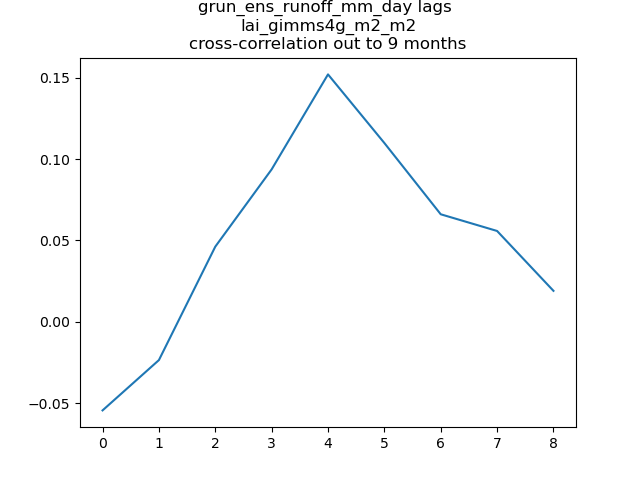 grun_ens_runoff_mm_day lags
lai_gimms4g_m2_m2
cross-correlation out to 9 months
0.15
0.10
0.05
0.00
−0.05
0 1 2 3 4 5 6 7 8